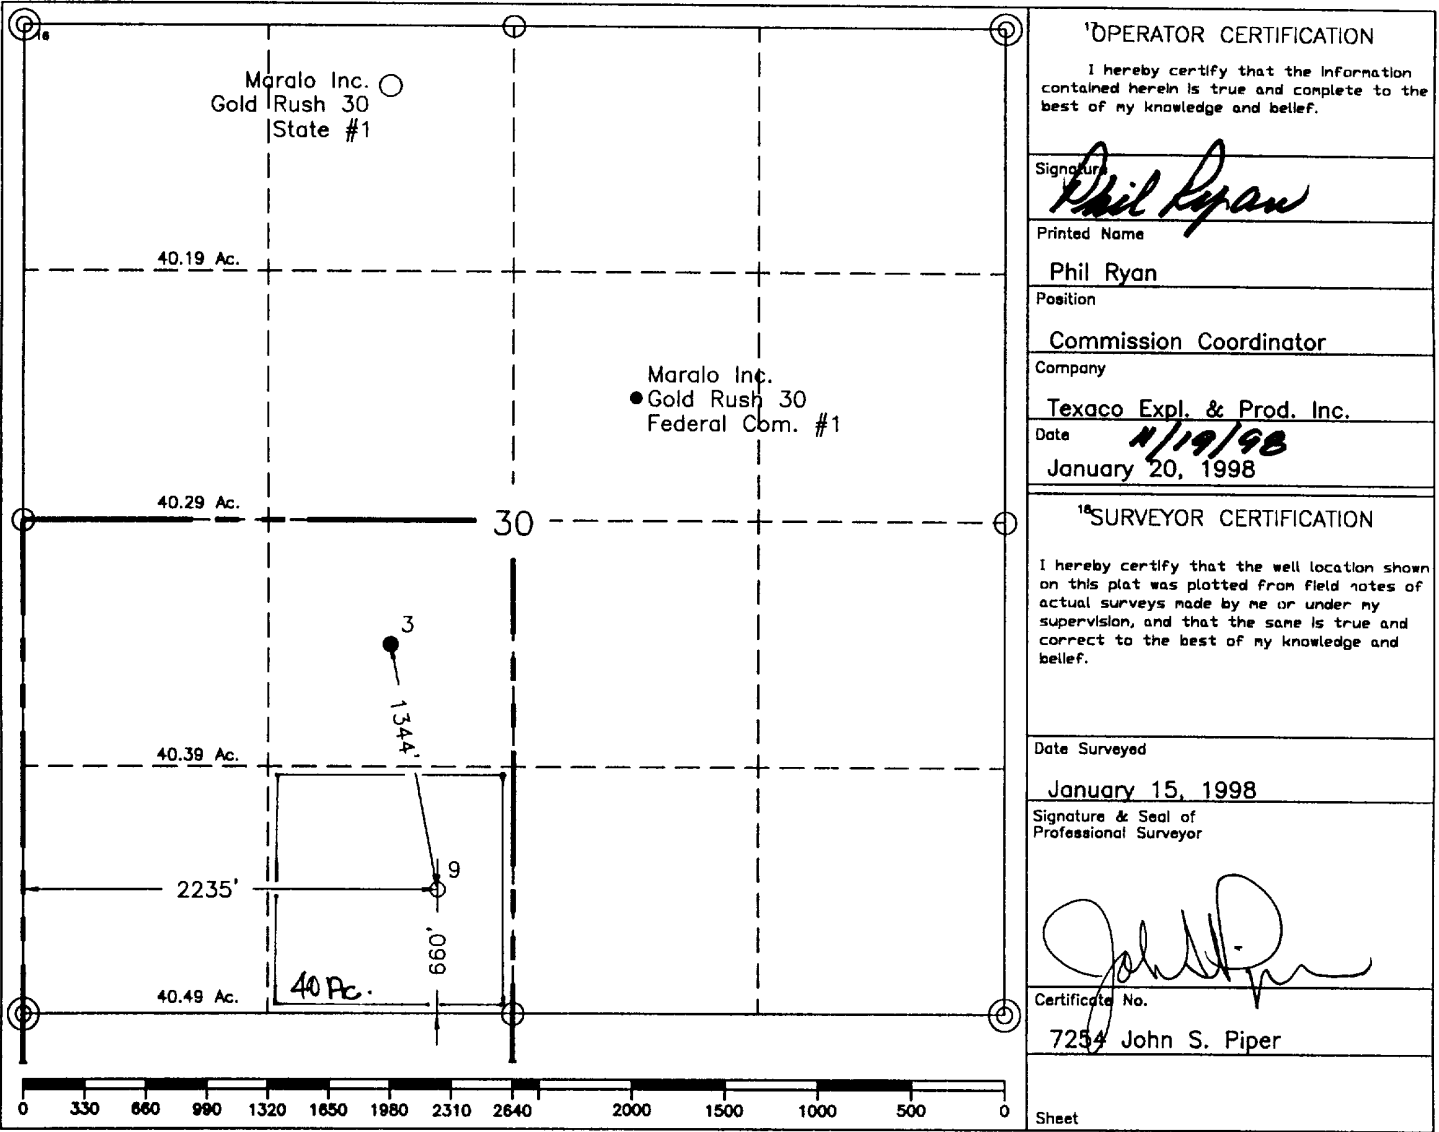 16
Maralo Inc.
Gold Rush 30
State #1
40.19 Ac.
Maralo Inc.
Gold Rush 30
Federal Com. #1
40.29 Ac.
30
3
1344'
40.39 Ac.
9
2235'
660'
40 Ac.
40.49 Ac.
0 330 660 990 1320 1650 1980 2310 2640 2000 1500 1000 500 0
17 OPERATOR CERTIFICATION
I hereby certify that the information
contained herein is true and complete to the
best of my knowledge and belief.
Signature
Phil Ryan
Printed Name
Phil Ryan
Position
Commission Coordinator
Company
Texaco Expl. & Prod. Inc.
Date
11/19/98
January 20, 1998
18 SURVEYOR CERTIFICATION
I hereby certify that the well location shown
on this plat was plotted from field notes of
actual surveys made by me or under my
supervision, and that the same is true and
correct to the best of my knowledge and
belief.
Date Surveyed
January 15, 1998
Signature & Seal of
Professional Surveyor
John S. Piper
Certificate No.
7254 John S. Piper
Sheet